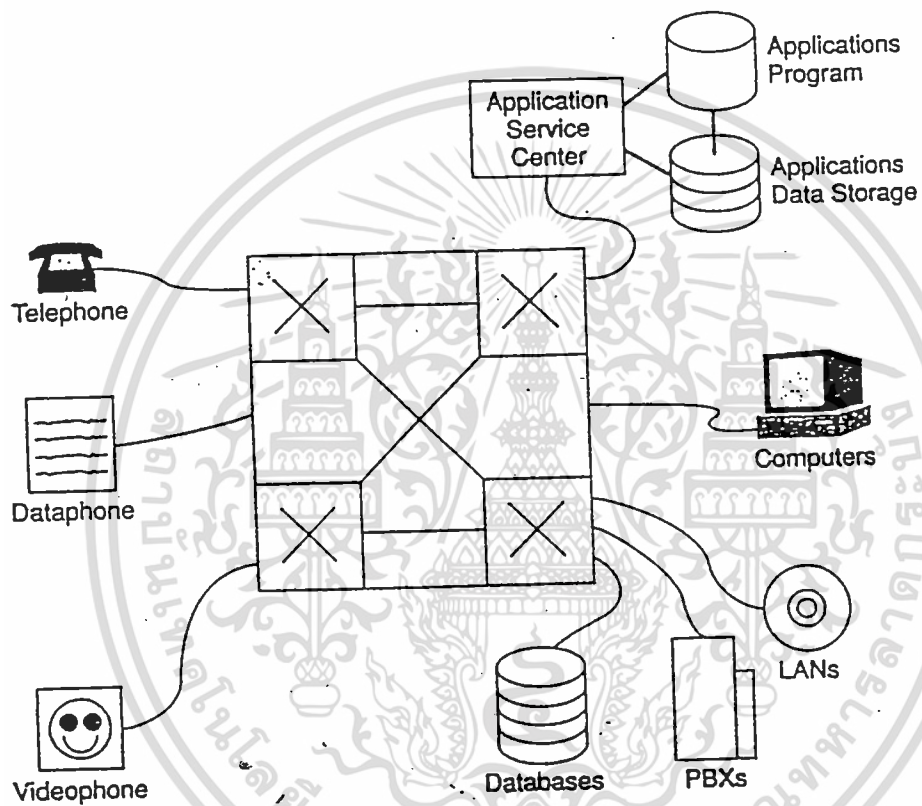 Applications
Program
Application
Service
Center
Applications
Data Storage
Telephone
Computers
Dataphone
LANs
Videophone
Databases
PBXs